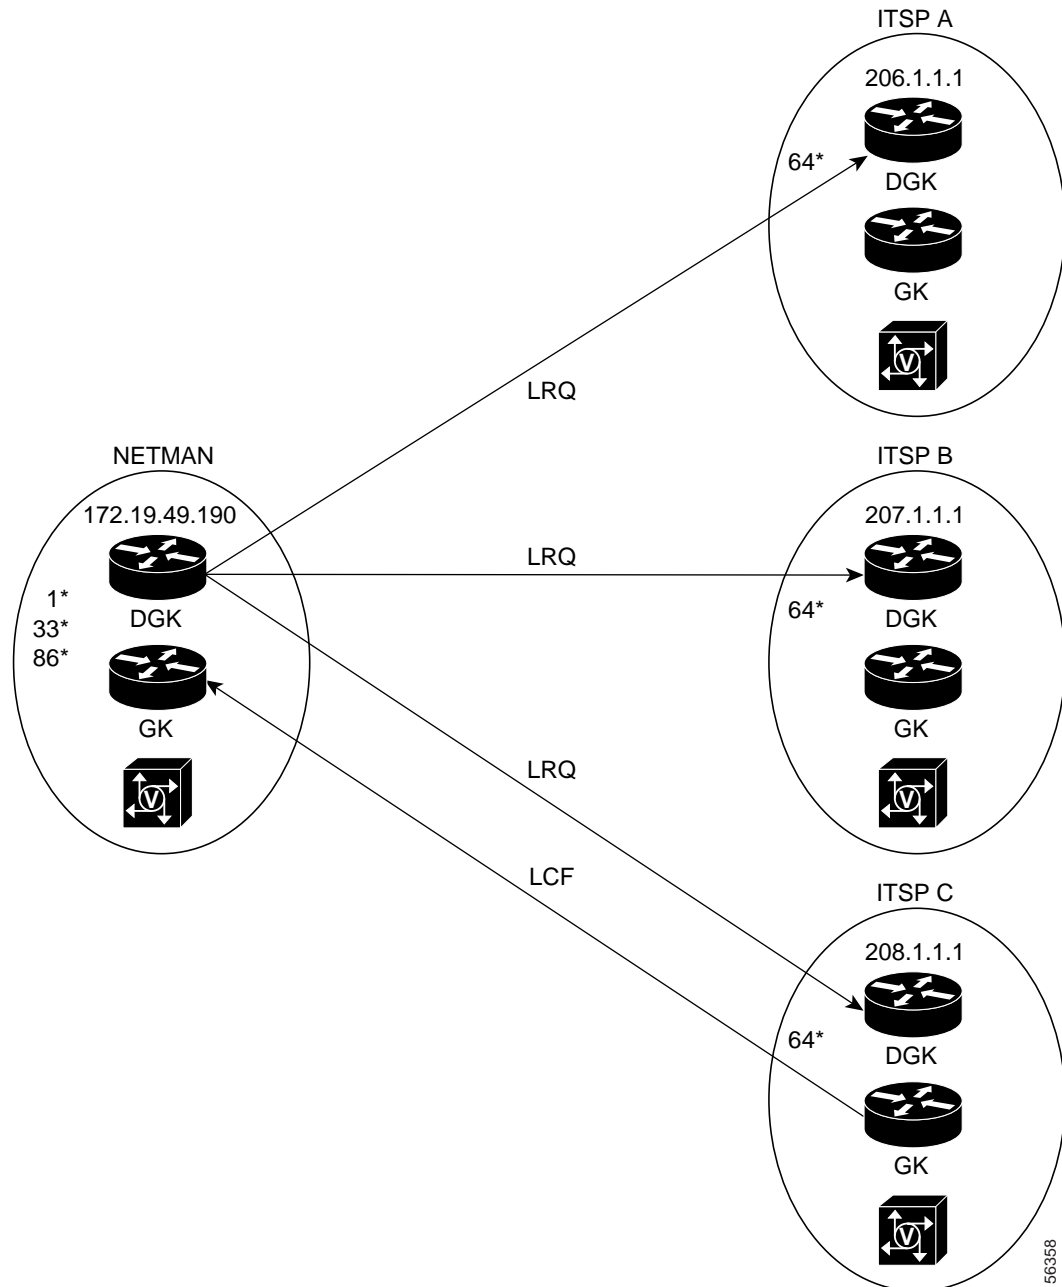 ITSP A
206.1.1.1
64*
DGK
GK
V
LRQ
NETMAN
172.19.49.190
1*
33*
86*
DGK
GK
V
LRQ
ITSP B
207.1.1.1
64*
DGK
GK
V
LRQ
LCF
ITSP C
208.1.1.1
64*
DGK
GK
V
56358